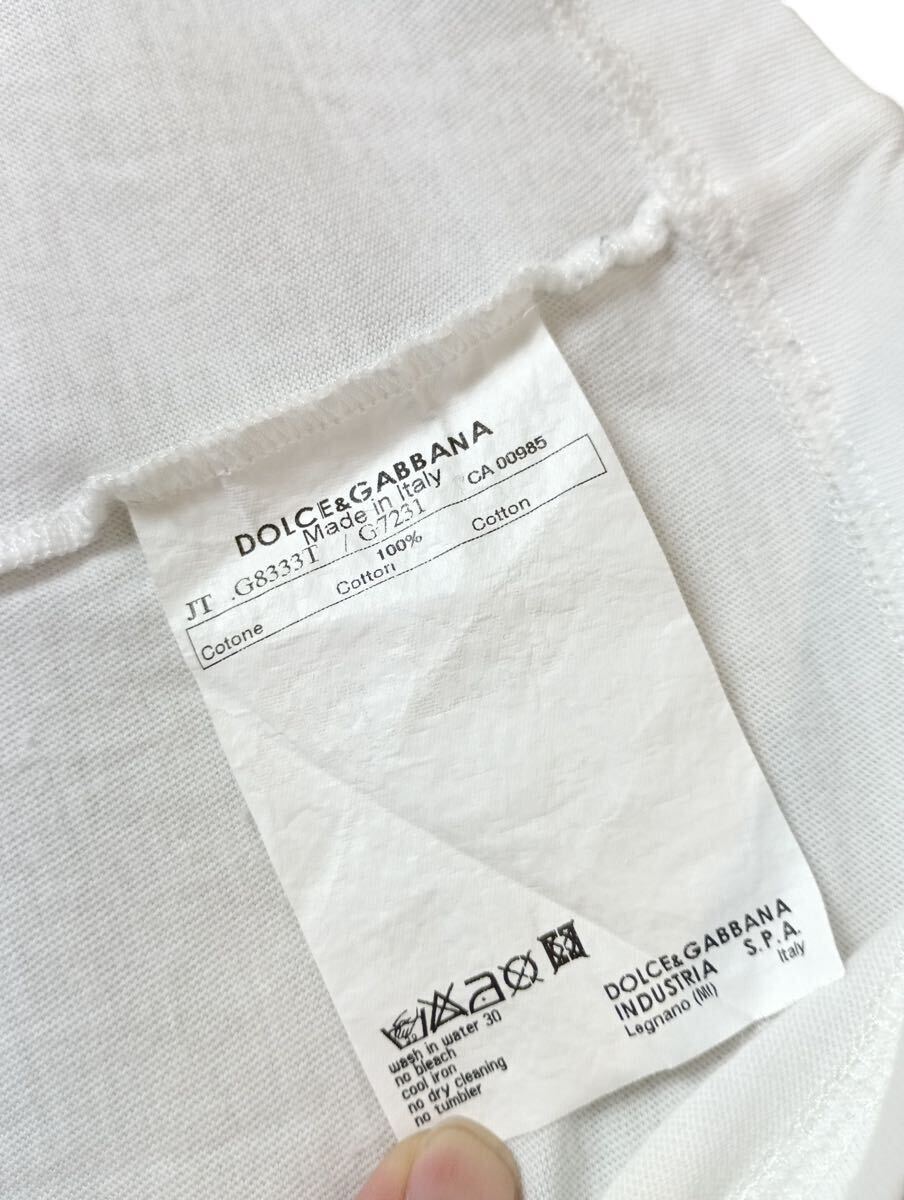 DOLCE&GABBANA
Made in Italy
JT .G8333T / G7231 CA 00985
100%
Cotone Cotton Cotton
wash in water 30
no bleach
cool iron
no dry cleaning
no tumbler
DOLCE&GABBANA
INDUSTRIA S.P.A.
Legnano (MI) Italy